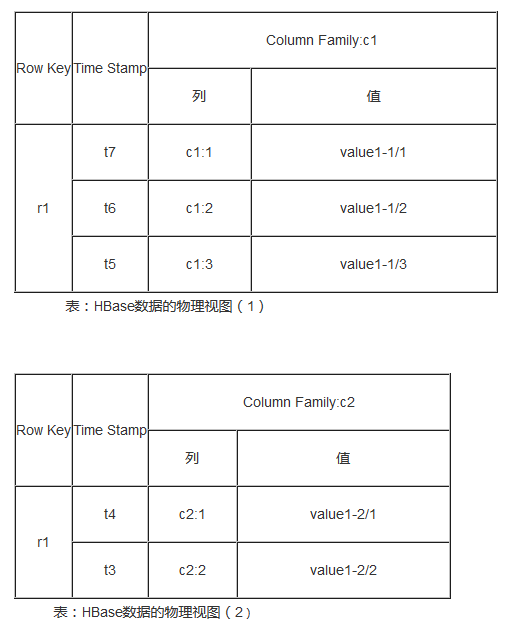 Row Key Time Stamp Column Family:c1
列 值
r1 t7 c1:1 value1-1/1
t6 c1:2 value1-1/2
t5 c1:3 value1-1/3
表：HBase数据的物理视图（1）
Row Key Time Stamp Column Family:c2
列 值
r1 t4 c2:1 value1-2/1
t3 c2:2 value1-2/2
表：HBase数据的物理视图（2）